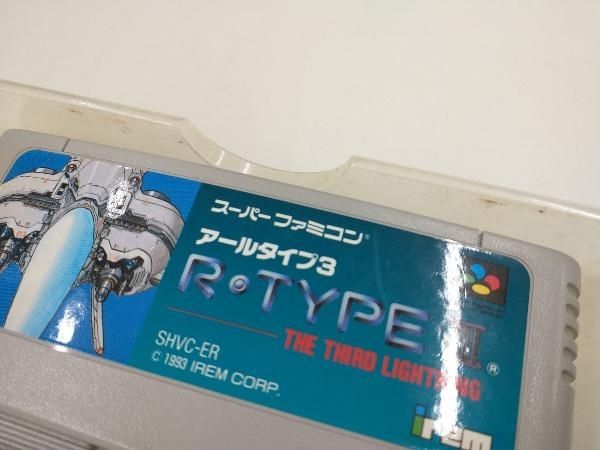 スーパーファミコン®
アールタイプ3
R•TYPE III®
THE THIRD LIGHTNING
SHVC-ER
© 1993 IREM CORP.
irem